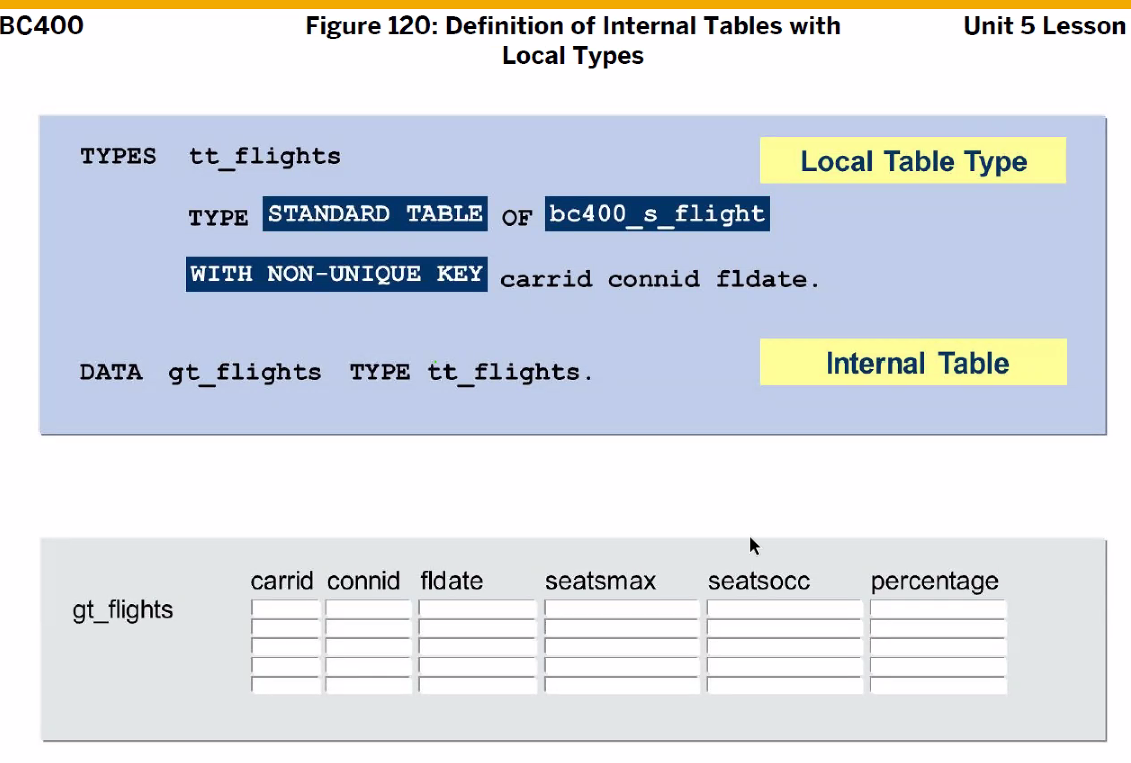 BC400 Figure 120: Definition of Internal Tables with Unit 5 Lesson
Local Types
TYPES tt_flights Local Table Type
TYPE STANDARD TABLE OF bc400_s_flight
WITH NON-UNIQUE KEY carrid connid fldate.
DATA gt_flights TYPE tt_flights. Internal Table
carrid connid fldate seatsmax seatsocc percentage
gt_flights